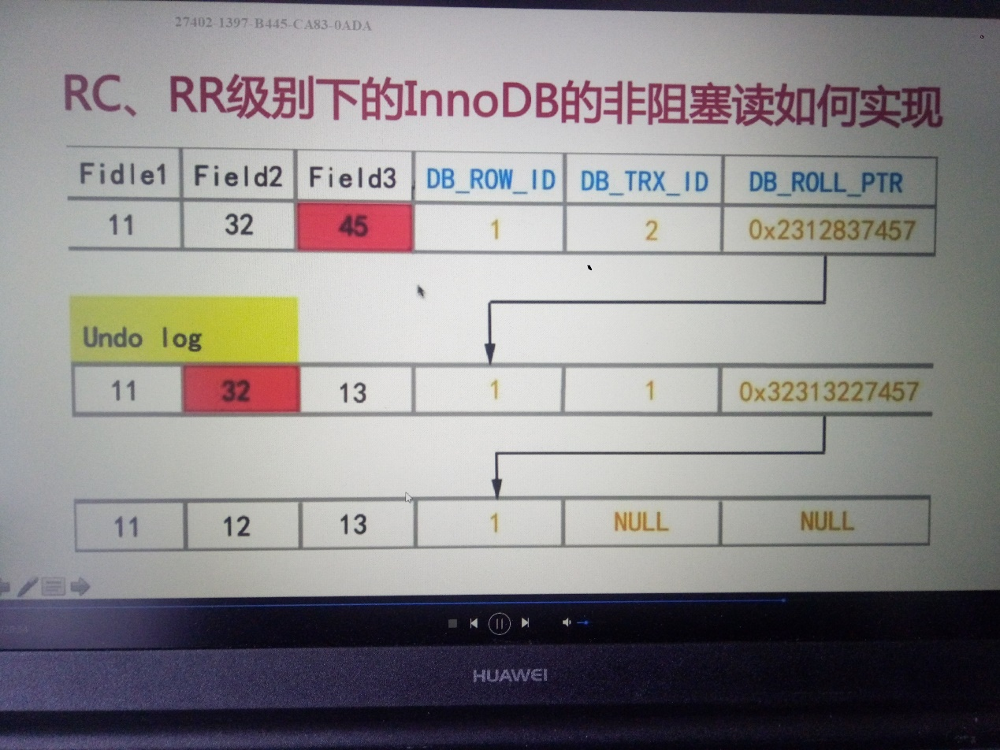 27402-1397-B445-CA83-0ADA
RC、RR级别下的InnoDB的非阻塞读如何实现
Fidle1 Field2 Field3 DB_ROW_ID DB_TRX_ID DB_ROLL_PTR
11 32 45 1 2 0x2312837457
Undo log
11 32 13 1 1 0x32313227457
11 12 13 1 NULL NULL
HUAWEI